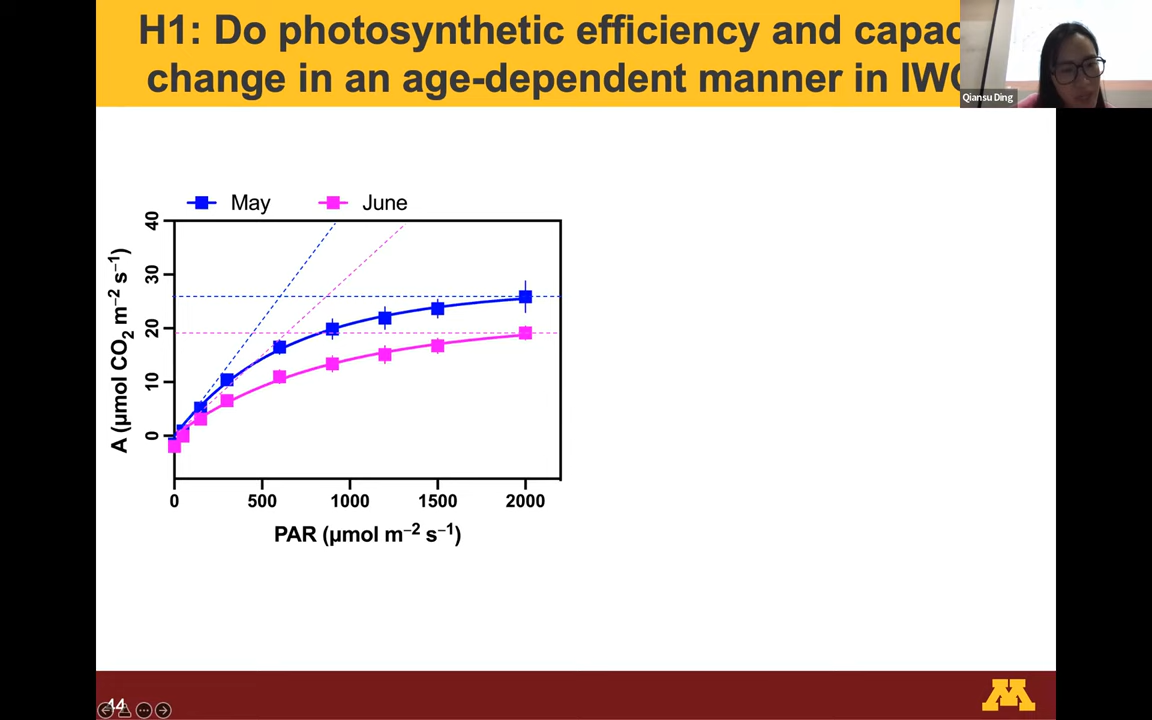 H1: Do photosynthetic efficiency and capac
change in an age-dependent manner in IW
Qiansu Ding
May June
40
30
20
10
0
A (µmol CO2 m−2 s−1)
0 500 1000 1500 2000
PAR (µmol m−2 s−1)
44
M